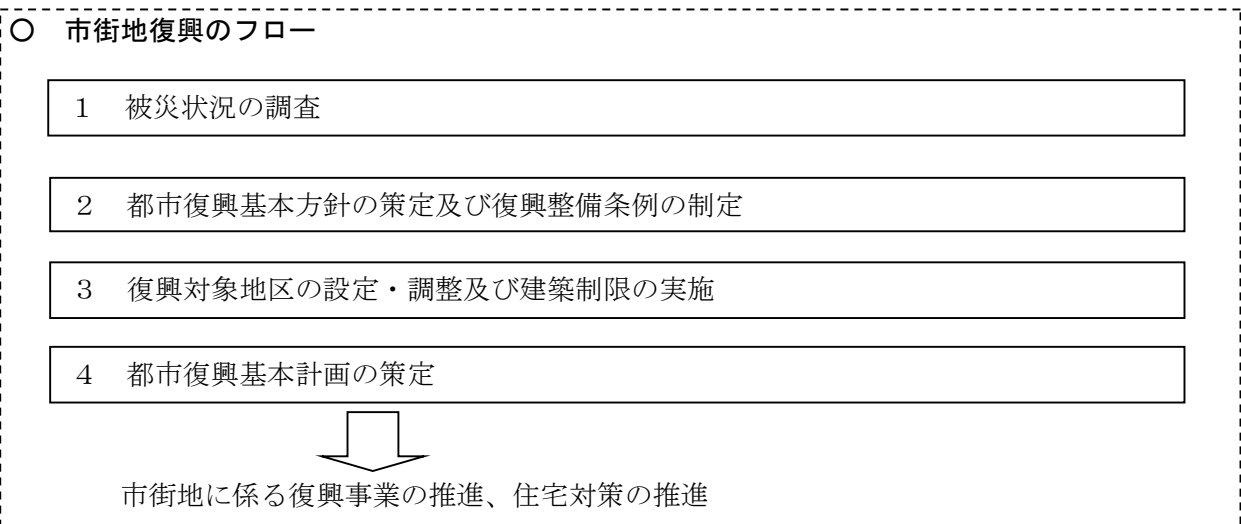 〇　市街地復興のフロー
１　被災状況の調査
２　都市復興基本方針の策定及び復興整備条例の制定
３　復興対象地区の設定・調整及び建築制限の実施
４　都市復興基本計画の策定
市街地に係る復興事業の推進、住宅対策の推進